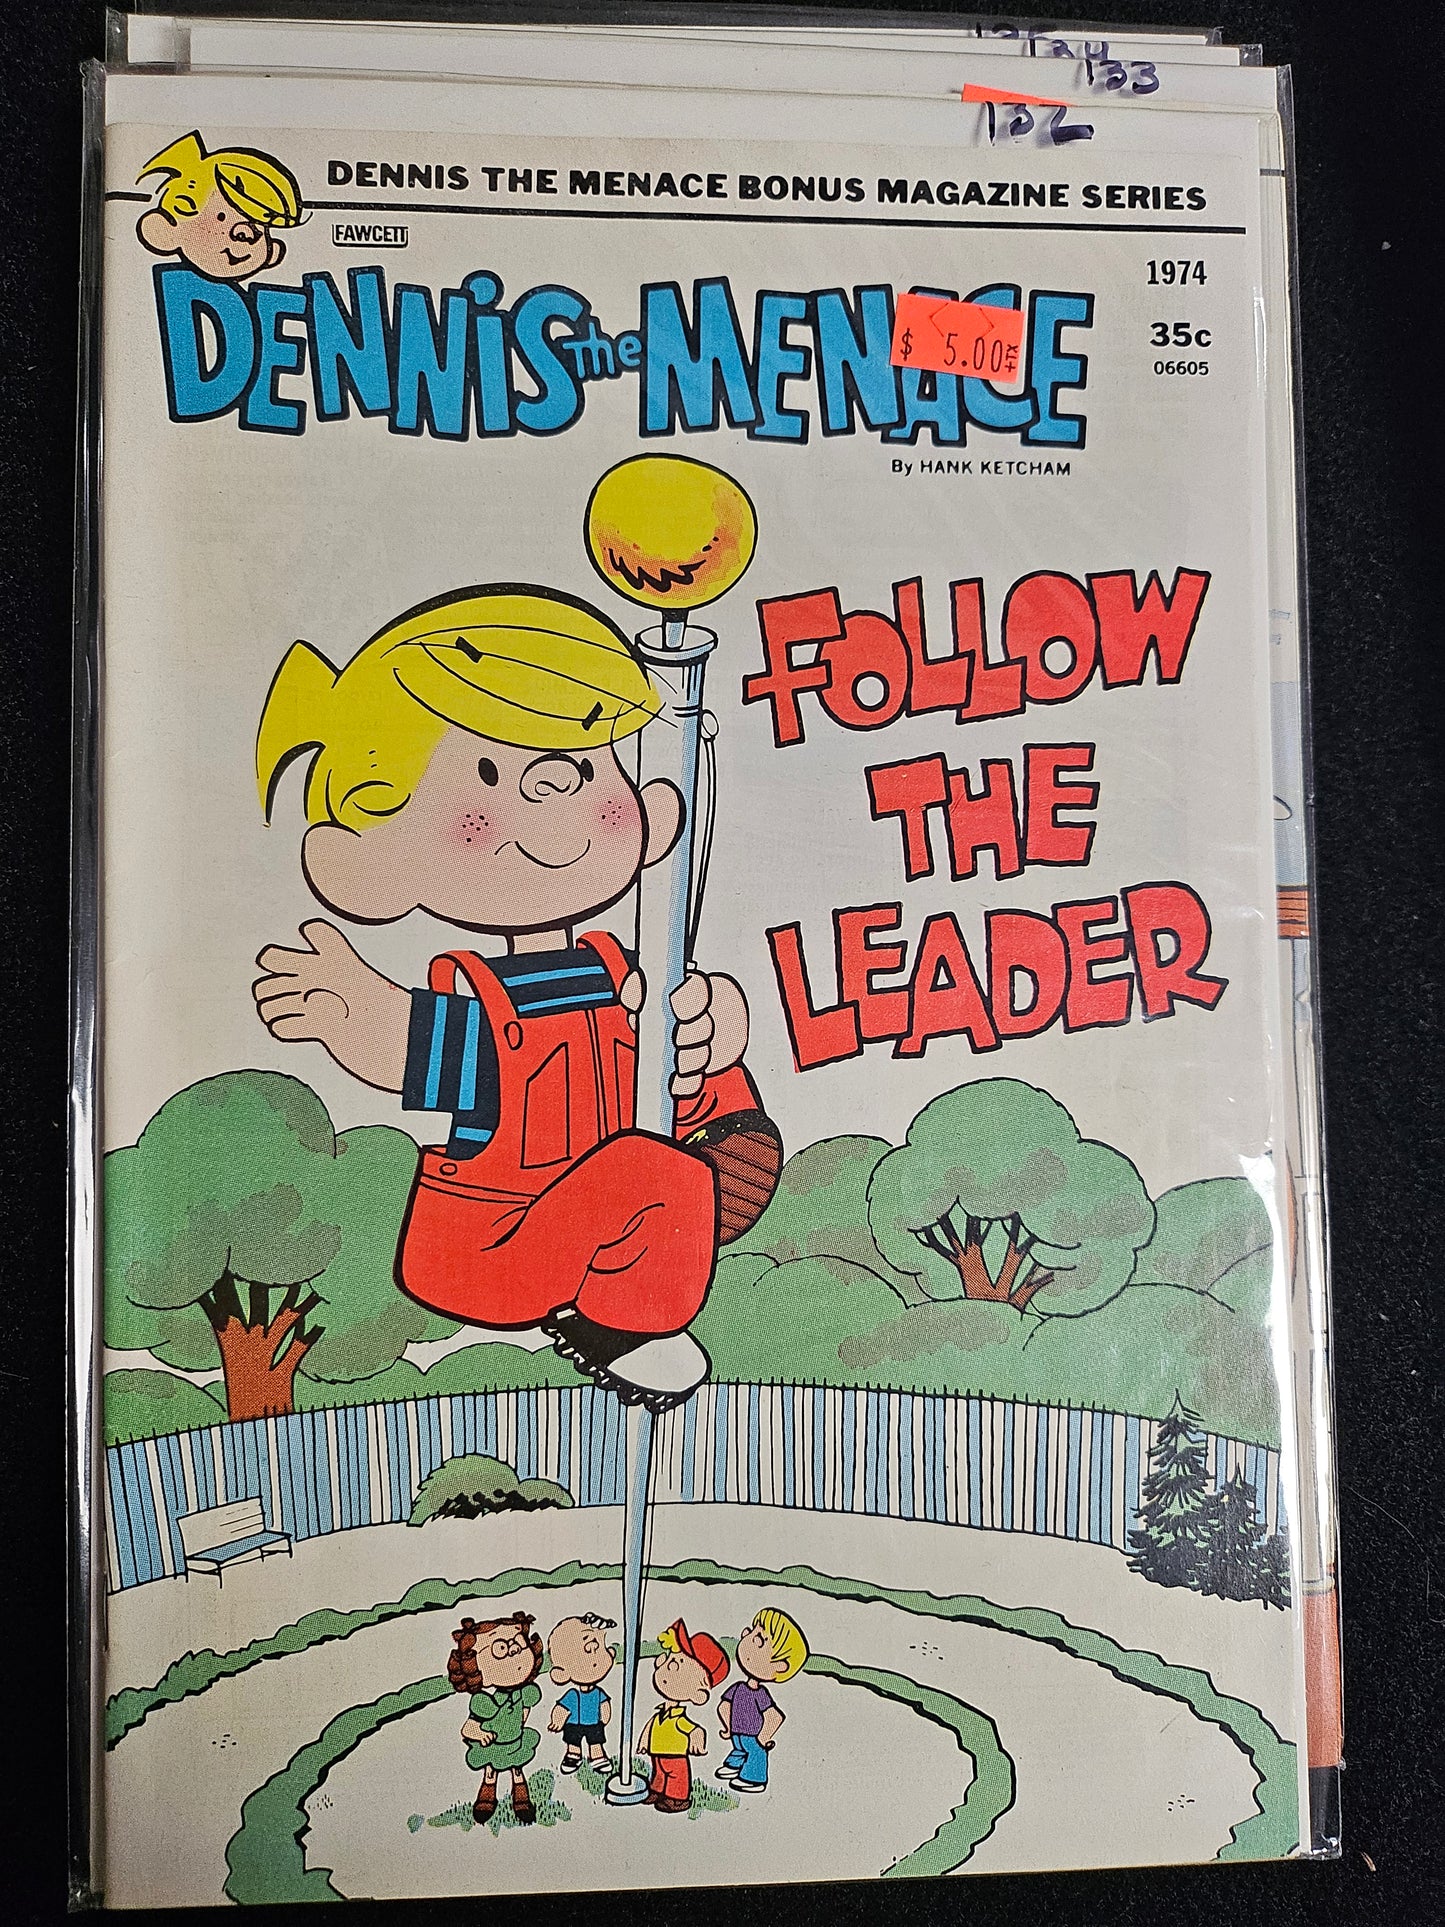 133
132
DENNIS THE MENACE BONUS MAGAZINE SERIES
FAWCETT
1974
DENNIS the MENACE
$ 5.00 +TX
35c
06605
By HANK KETCHAM
FOLLOW
THE
LEADER